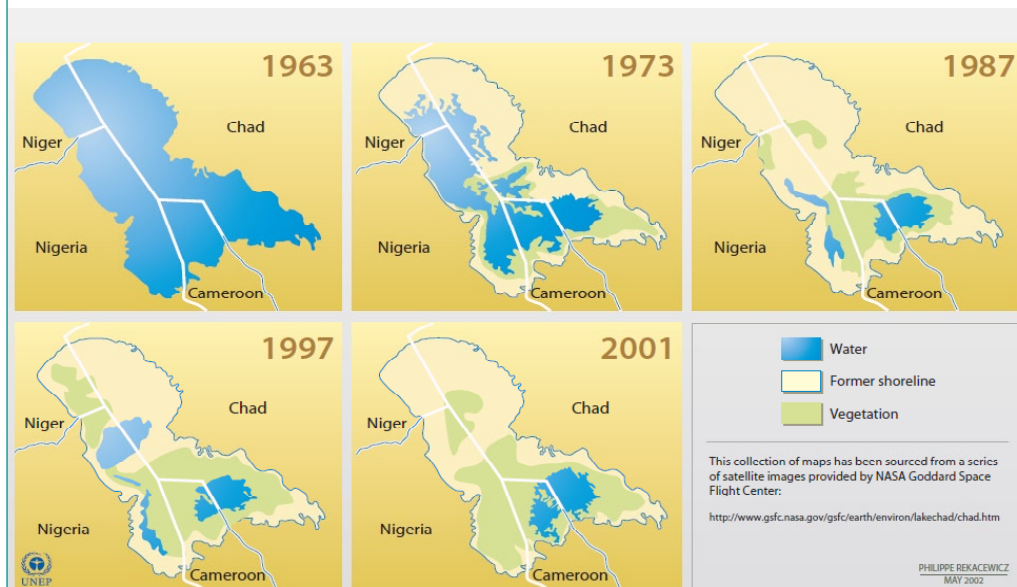 1963
Chad
Niger
Nigeria
Cameroon
1973
Chad
Niger
Nigeria
Cameroon
1987
Chad
Niger
Nigeria
Cameroon
1997
Chad
Niger
Nigeria
Cameroon
UNEP
2001
Chad
Niger
Nigeria
Cameroon
Water
Former shoreline
Vegetation
This collection of maps has been sourced from a series
of satellite images provided by NASA Goddard Space
Flight Center:
http://www.gsfc.nasa.gov/gsfc/earth/environ/lakechad/chad.htm
PHILIPPE REKACEWICZ
MAY 2002